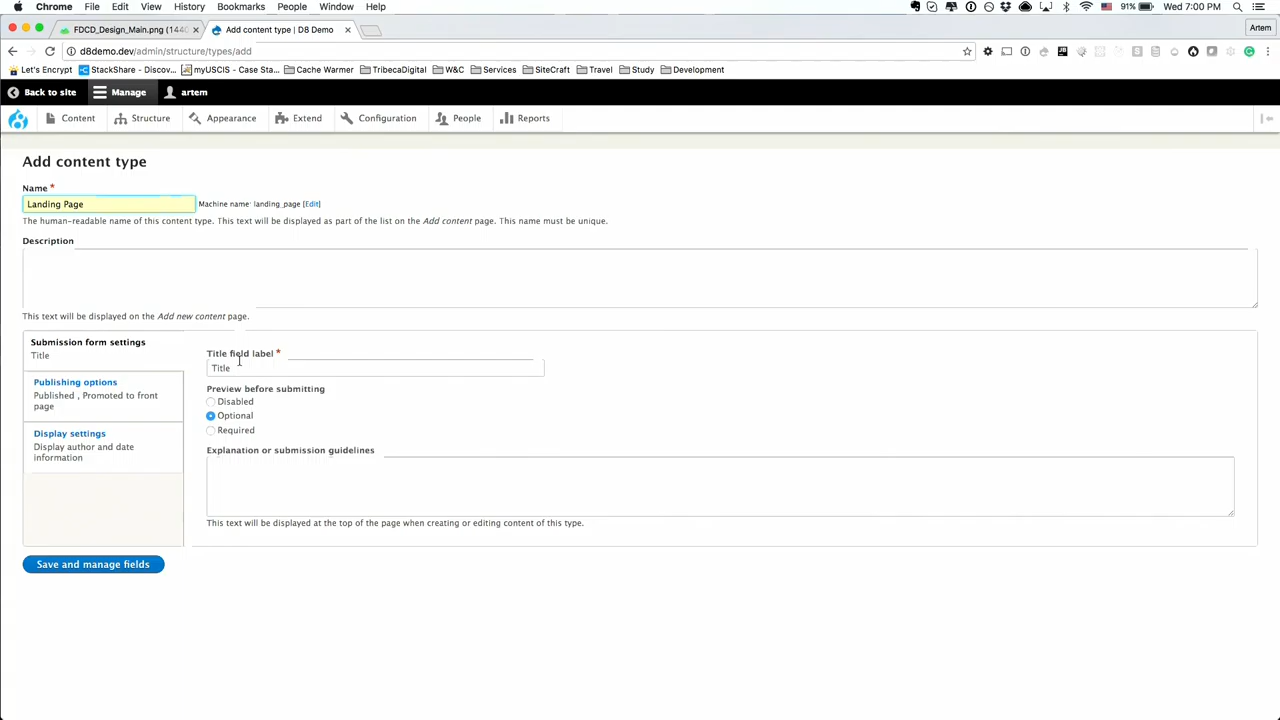 Chrome File Edit View History Bookmarks People Window Help 91% Wed 7:00 PM
FDCD_Design_Main.png (1440 Add content type | D8 Demo Artem
d8demo.dev/admin/structure/types/add
Let's Encrypt StackShare - Discov... myUSCIS - Case Sta... Cache Warmer TribecaDigital W&C Services SiteCraft Travel Study Development
Back to site Manage artem
Content Structure Appearance Extend Configuration People Reports
Add content type
Name *
Landing Page Machine name: landing_page [Edit]
The human-readable name of this content type. This text will be displayed as part of the list on the Add content page. This name must be unique.
Description
This text will be displayed on the Add new content page.
Submission form settings
Title
Publishing options
Published , Promoted to front
page
Display settings
Display author and date
information
Title field label *
Title
Preview before submitting
Disabled
Optional
Required
Explanation or submission guidelines
This text will be displayed at the top of the page when creating or editing content of this type.
Save and manage fields